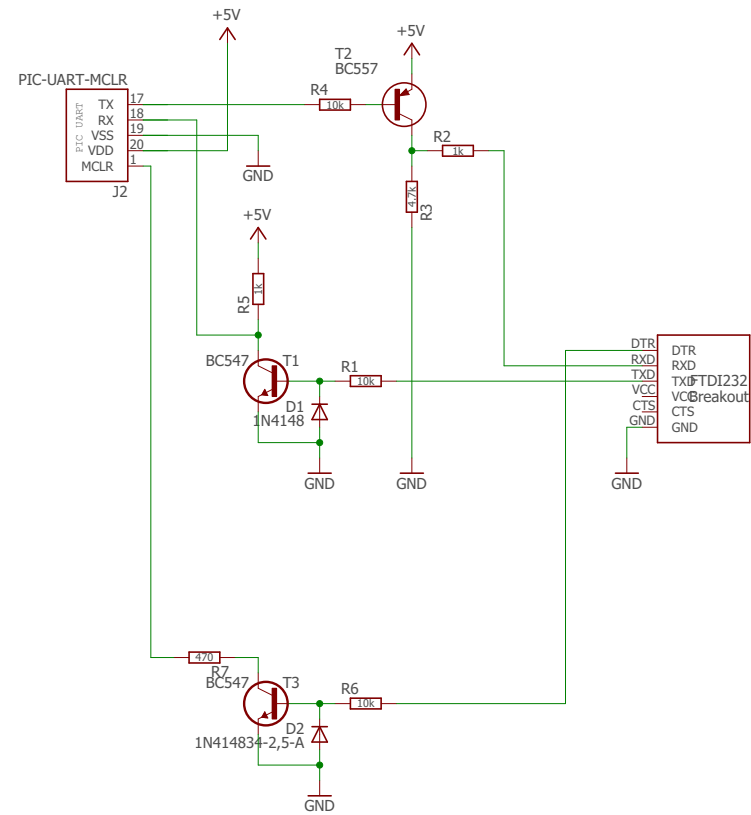 +5V
+5V
T2
BC557
PIC-UART-MCLR
R4
10k
TX
RX
VSS
VDD
MCLR
PIC UART
17
18
19
20
1
J2
GND
R2
1k
4.7k
R3
+5V
R5
1k
BC547
T1
R1
10k
D1
1N4148
GND
GND
DTR
RXD
TXD
VCC
CTS
GND
DTR
RXD
TXD
VCC
CTS
GND
FTDI232
Breakout
GND
470
R7
BC547
T3
R6
10k
D2
1N414834-2,5-A
GND